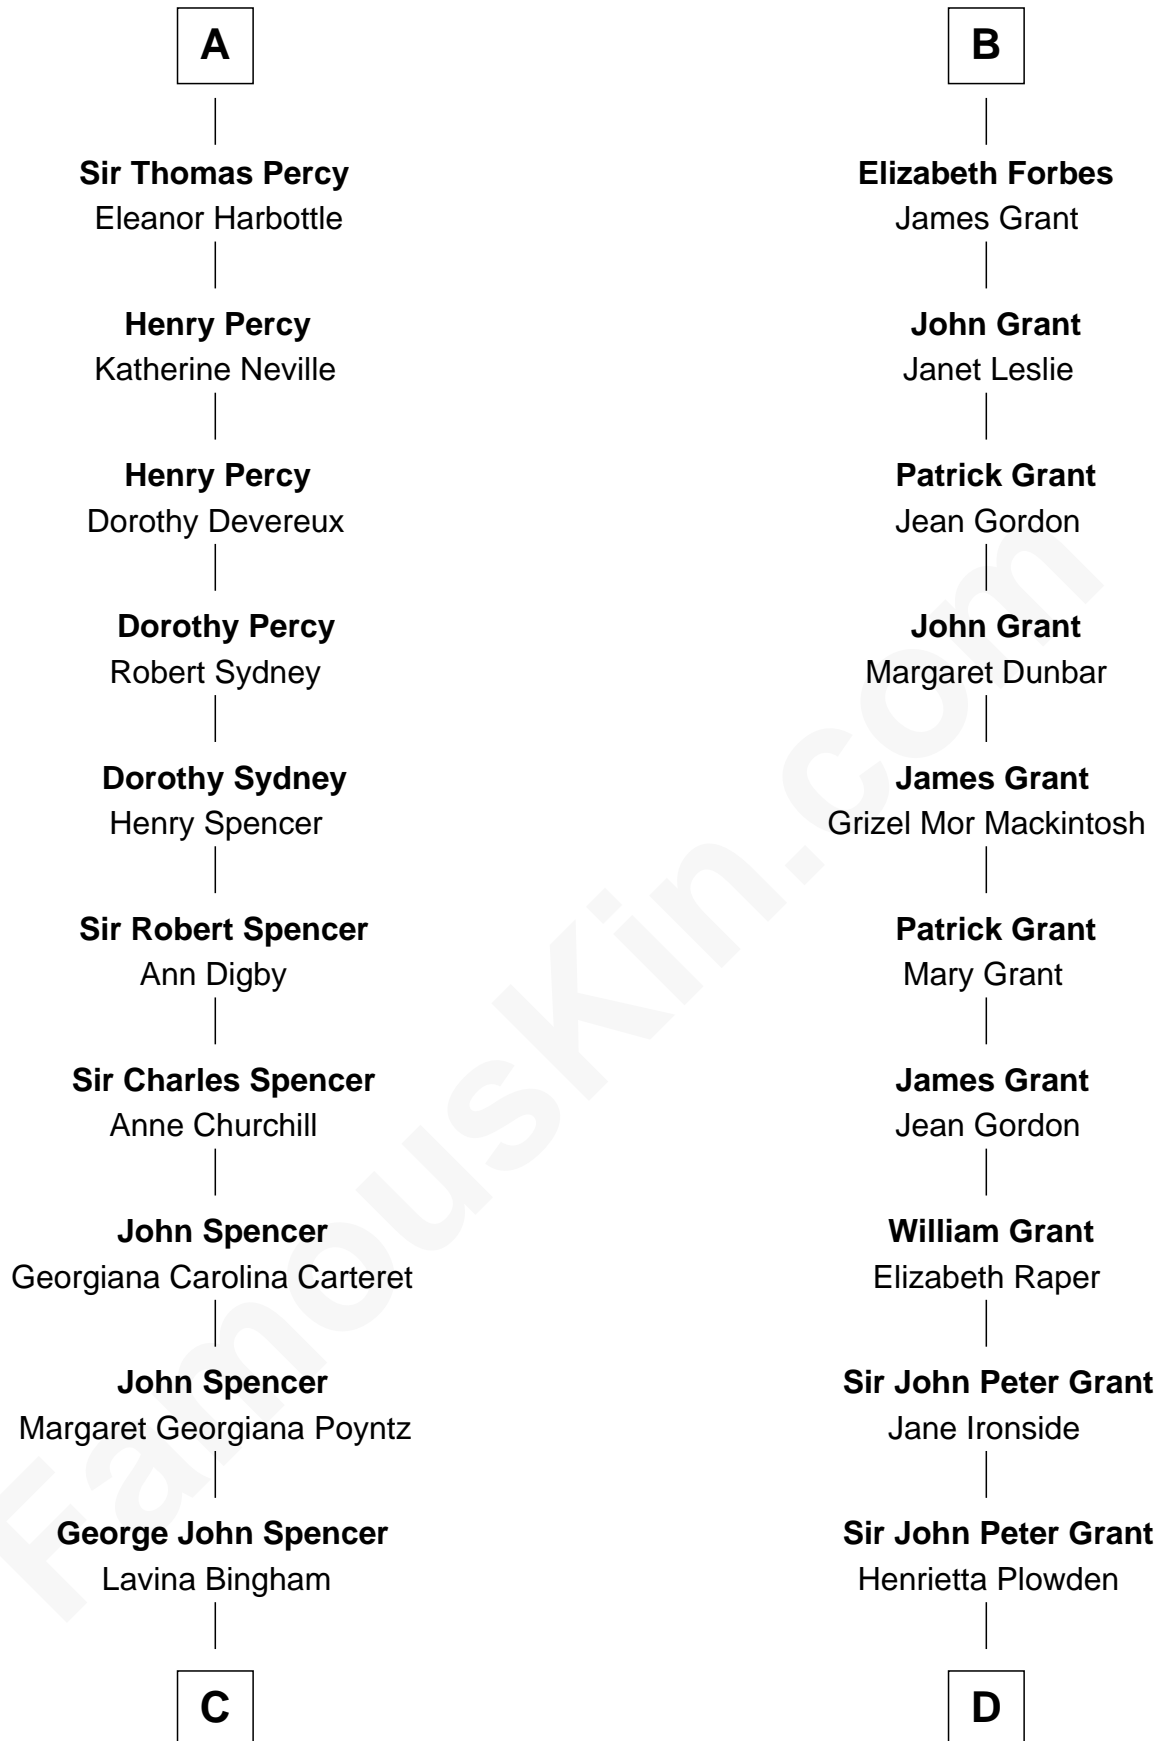 A
Sir Thomas Percy
Eleanor Harbottle
Henry Percy
Katherine Neville
Henry Percy
Dorothy Devereux
Dorothy Percy
Robert Sydney
Dorothy Sydney
Henry Spencer
Sir Robert Spencer
Ann Digby
Sir Charles Spencer
Anne Churchill
John Spencer
Georgiana Carolina Carteret
John Spencer
Margaret Georgiana Poyntz
George John Spencer
Lavina Bingham
C
B
Elizabeth Forbes
James Grant
John Grant
Janet Leslie
Patrick Grant
Jean Gordon
John Grant
Margaret Dunbar
James Grant
Grizel Mor Mackintosh
Patrick Grant
Mary Grant
James Grant
Jean Gordon
William Grant
Elizabeth Raper
Sir John Peter Grant
Jane Ironside
Sir John Peter Grant
Henrietta Plowden
D
FamousKin.com